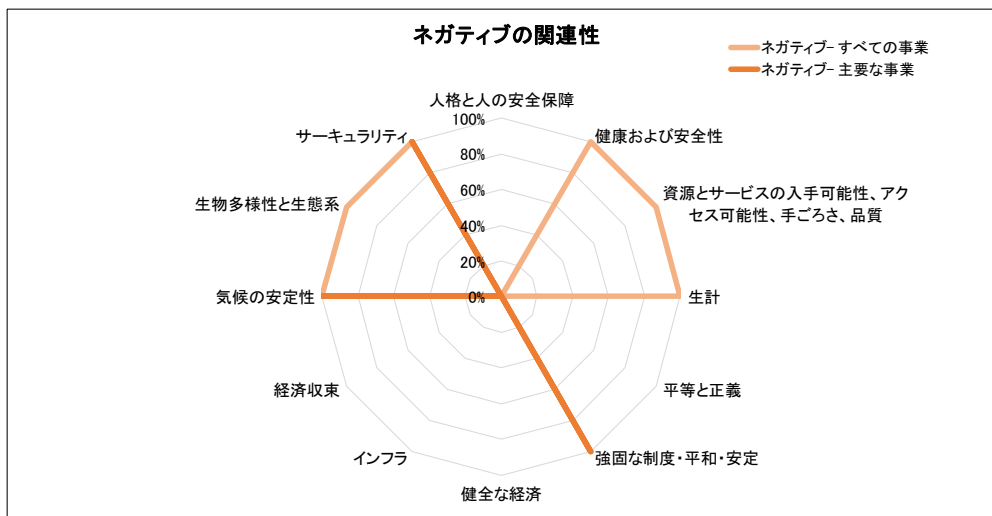 ネガティブの関連性
ネガティブ- すべての事業
ネガティブ- 主要な事業
人格と人の安全保障
健康および安全性
資源とサービスの入手可能性、アク
セス可能性、手ごろさ、品質
生計
平等と正義
強固な制度・平和・安定
健全な経済
インフラ
経済収束
気候の安定性
生物多様性と生態系
サーキュラリティ
100%
80%
60%
40%
20%
0%